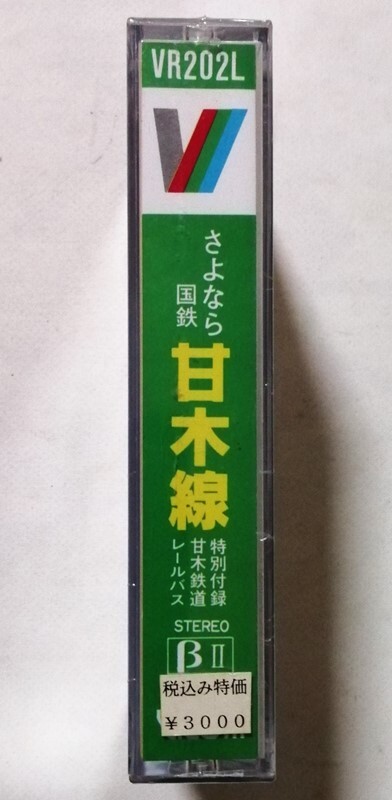 VR202L
さよなら
国鉄
甘木線
特別付録
甘木鉄道
レールバス
STEREO
β II
税込み特価
￥3000